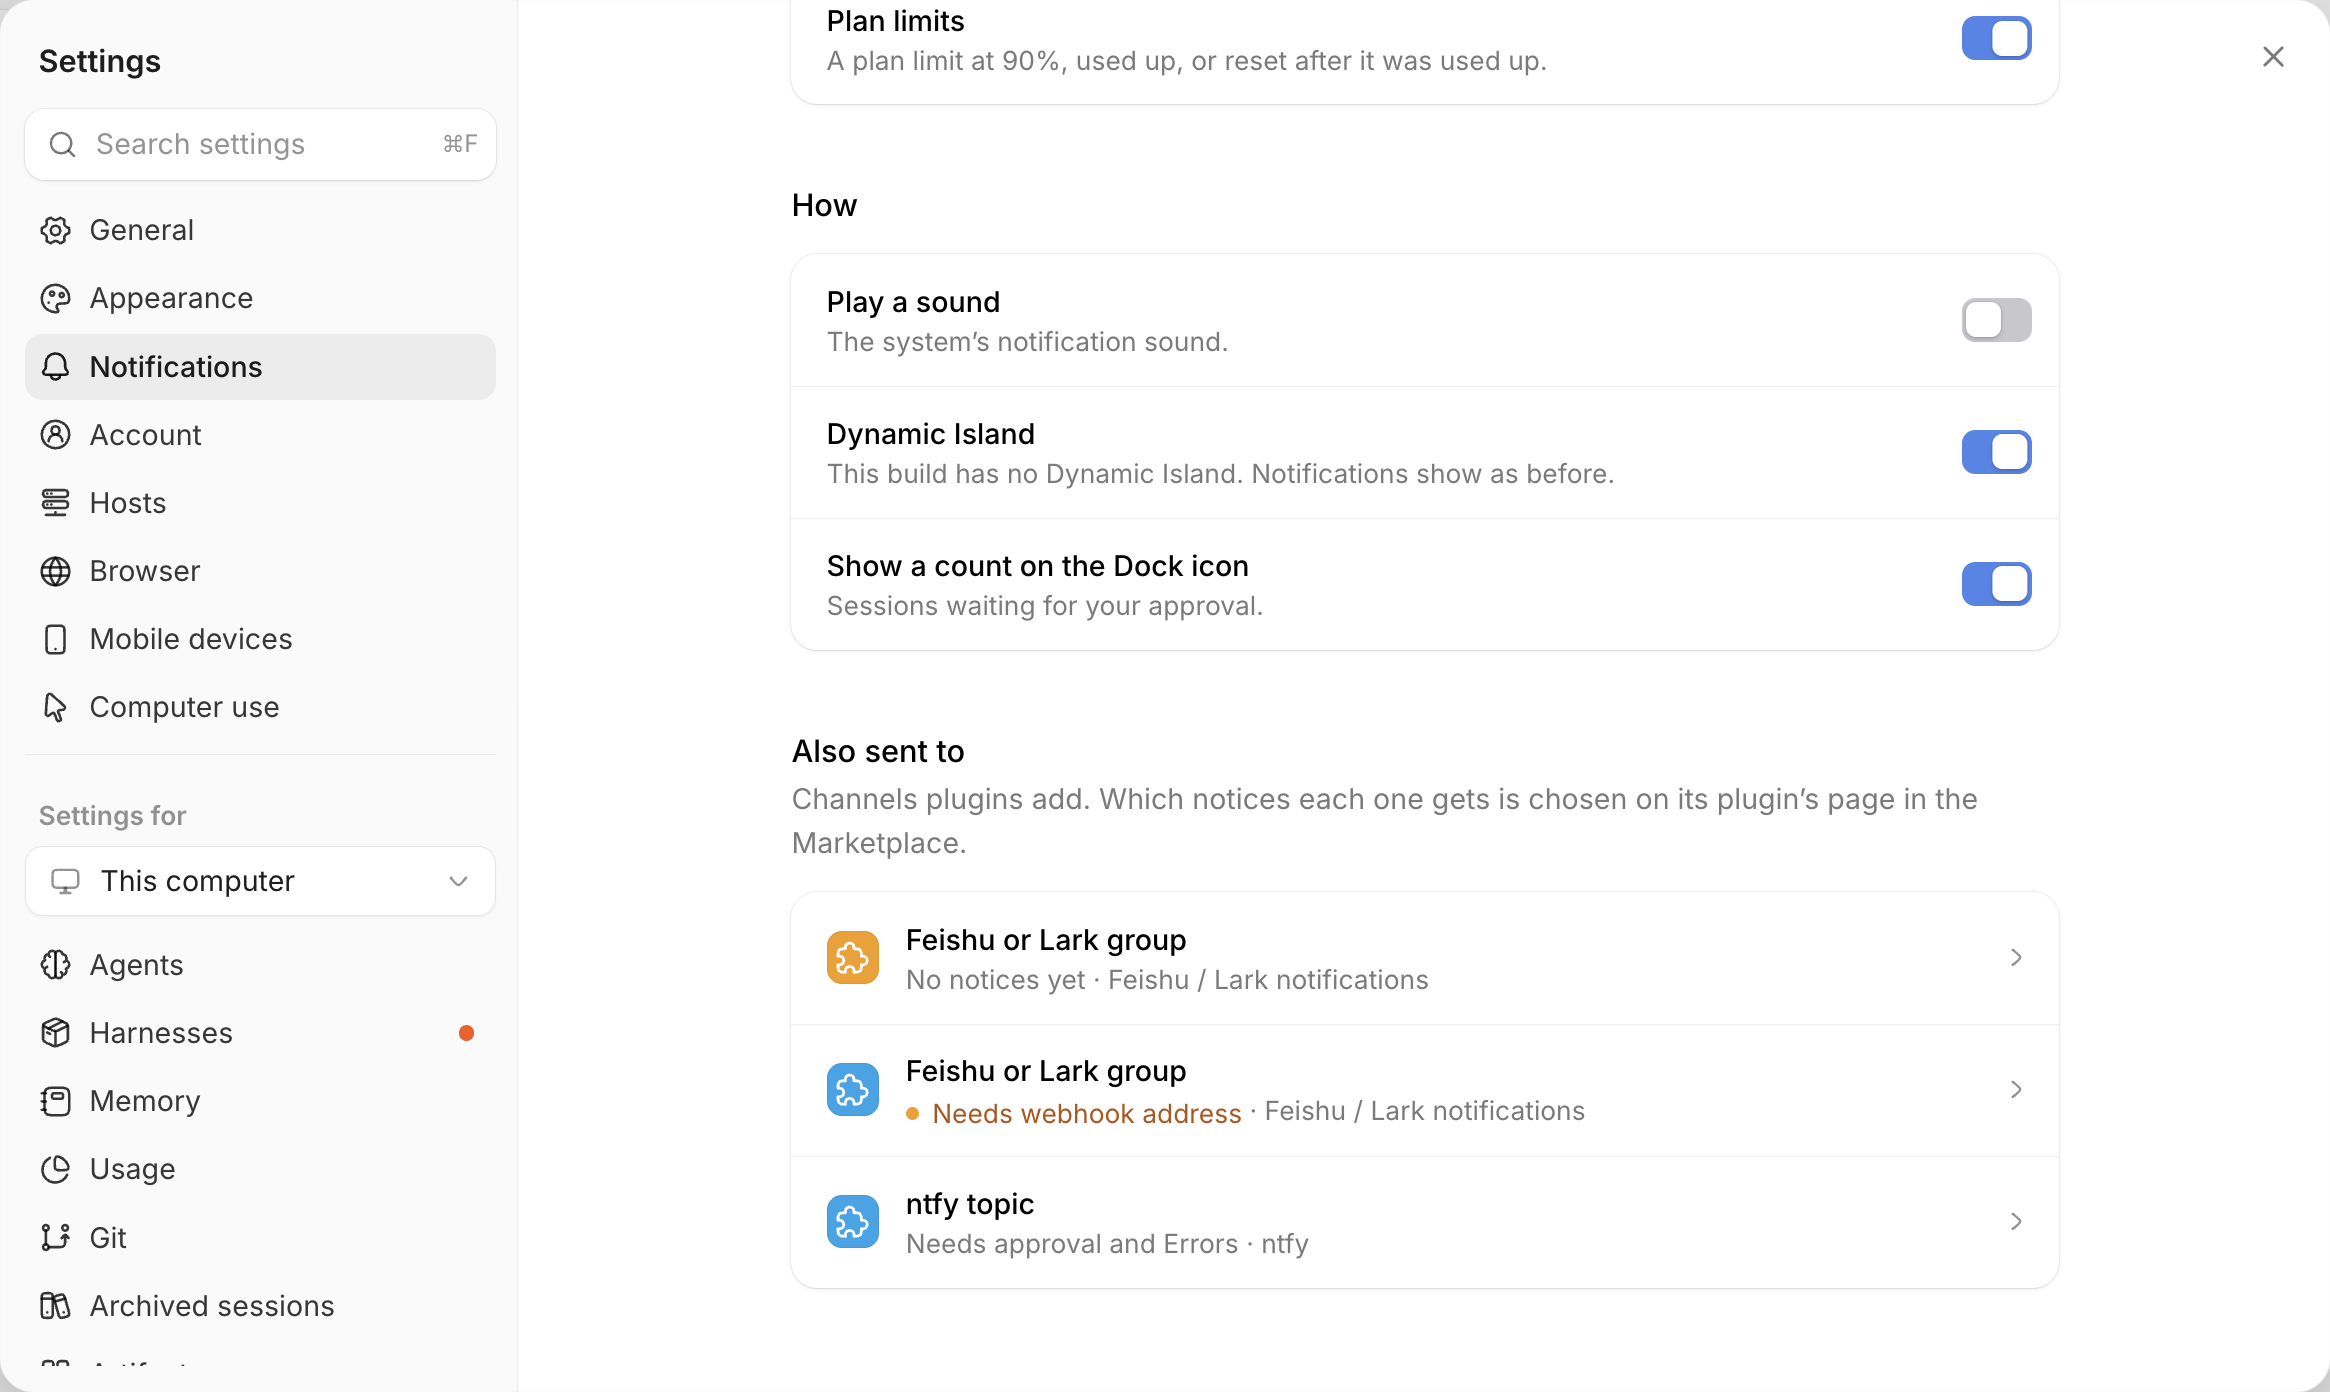 Settings
Search settings ⌘F
General
Appearance
Notifications
Account
Hosts
Browser
Mobile devices
Computer use
Settings for
This computer
Agents
Harnesses
Memory
Usage
Git
Archived sessions
Plan limits
A plan limit at 90%, used up, or reset after it was used up.
How
Play a sound
The system’s notification sound.
Dynamic Island
This build has no Dynamic Island. Notifications show as before.
Show a count on the Dock icon
Sessions waiting for your approval.
Also sent to
Channels plugins add. Which notices each one gets is chosen on its plugin’s page in the
Marketplace.
Feishu or Lark group
No notices yet · Feishu / Lark notifications
Feishu or Lark group
Needs webhook address · Feishu / Lark notifications
ntfy topic
Needs approval and Errors · ntfy